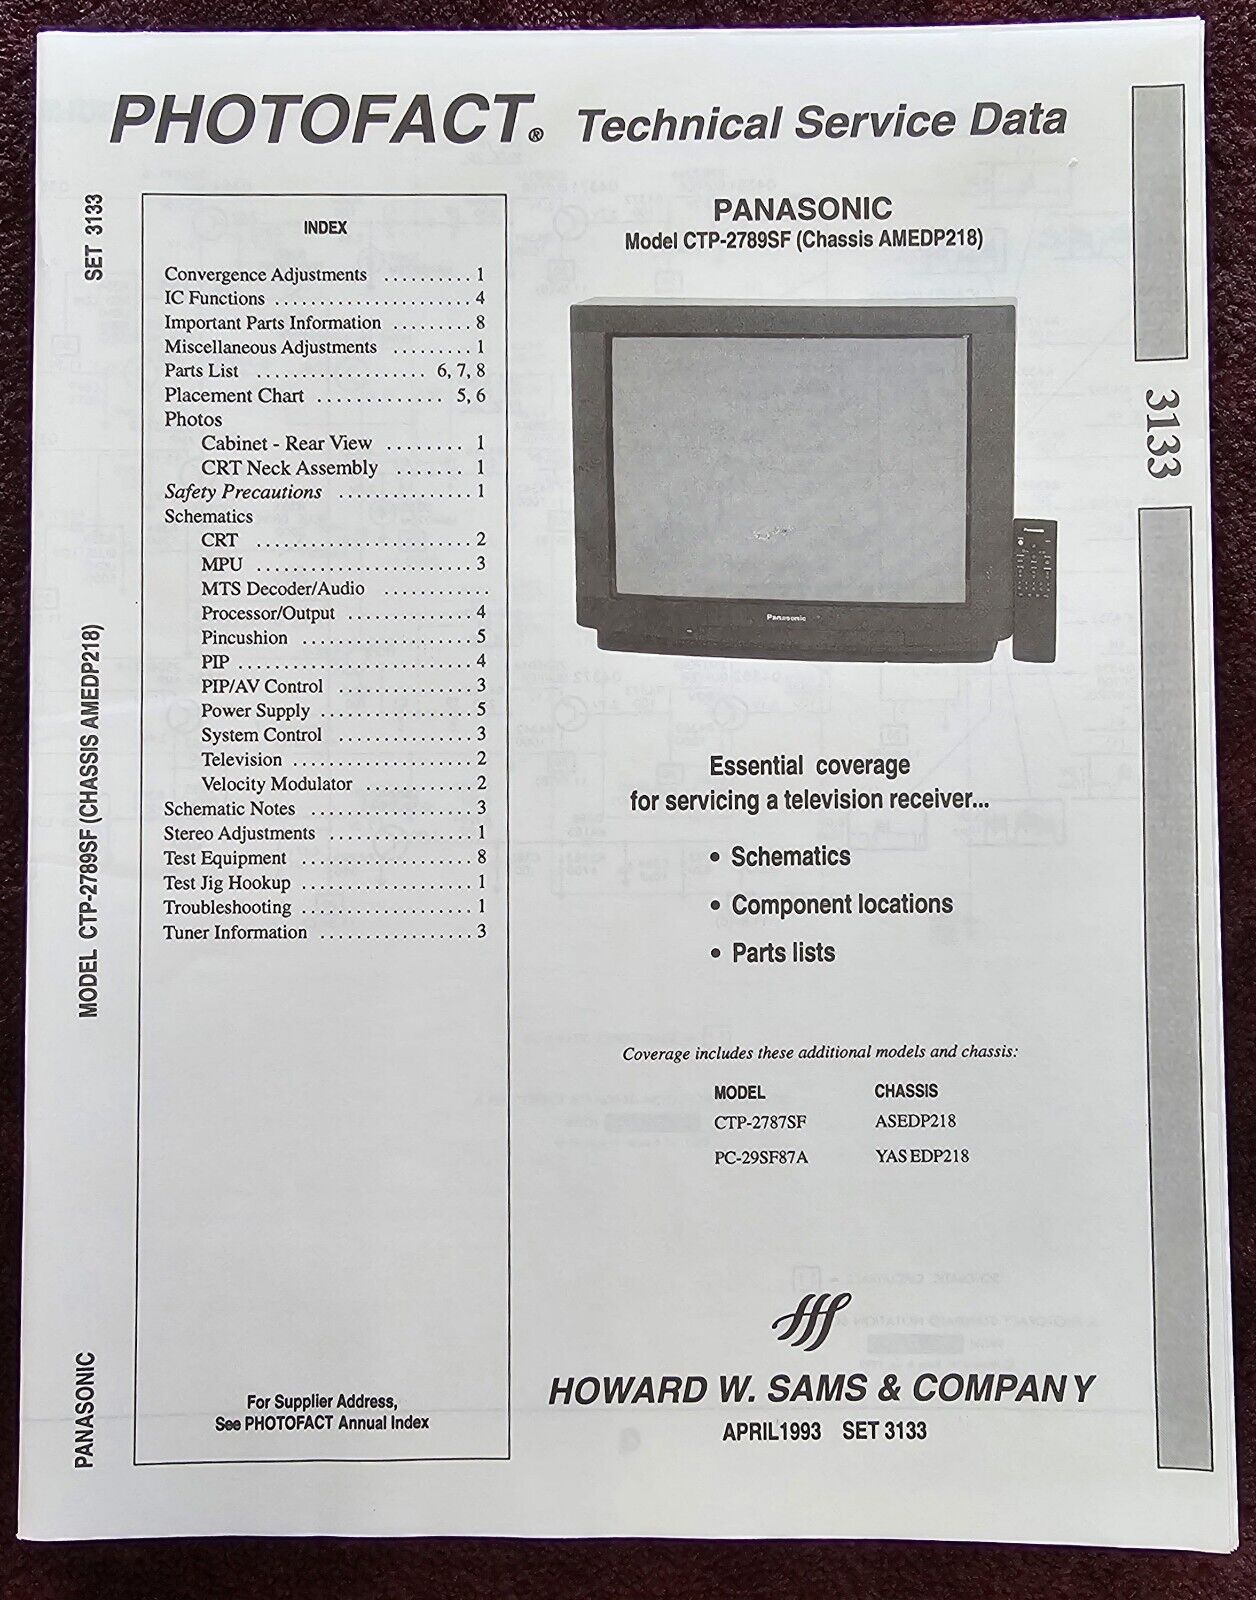 PHOTOFACT® Technical Service Data
SET 3133
MODEL CTP-2789SF (CHASSIS AMEDP218)
PANASONIC
INDEX
Convergence Adjustments .......... 1
IC Functions ...................... 4
Important Parts Information ......... 8
Miscellaneous Adjustments ......... 1
Parts List .................. 6, 7, 8
Placement Chart .............. 5, 6
Photos
Cabinet - Rear View ........ 1
CRT Neck Assembly ....... 1
Safety Precautions ............... 1
Schematics
CRT ........................ 2
MPU ........................ 3
MTS Decoder/Audio ............
Processor/Output .............. 4
Pincushion ................... 5
PIP .......................... 4
PIP/AV Control ............... 3
Power Supply ................. 5
System Control ............... 3
Television .................... 2
Velocity Modulator ............ 2
Schematic Notes .................. 3
Stereo Adjustments ................ 1
Test Equipment ................... 8
Test Jig Hookup ................... 1
Troubleshooting ................... 1
Tuner Information ................. 3
For Supplier Address,
See PHOTOFACT Annual Index
PANASONIC
Model CTP-2789SF (Chassis AMEDP218)
Panasonic
Essential coverage
for servicing a television receiver...
• Schematics
• Component locations
• Parts lists
Coverage includes these additional models and chassis:
MODEL CHASSIS
CTP-2787SF ASEDP218
PC-29SF87A YASEDP218
HOWARD W. SAMS & COMPANY
APRIL1993 SET 3133
3133